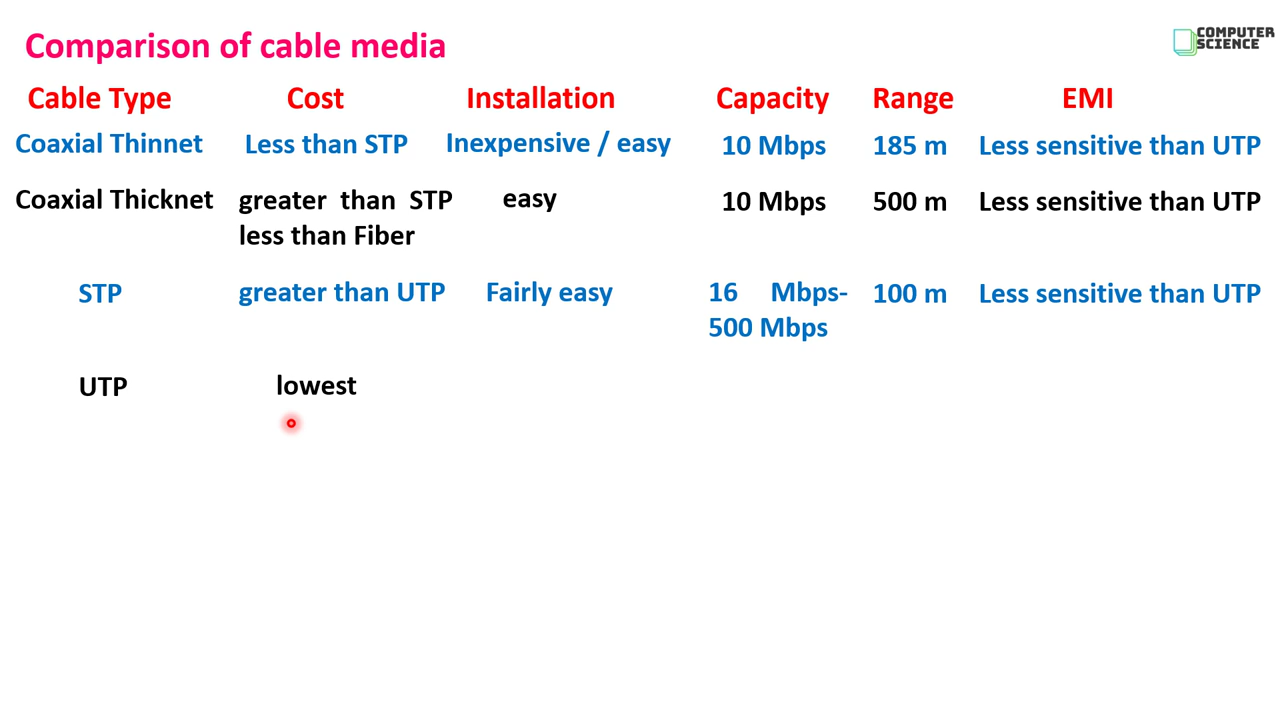 Comparison of cable media
COMPUTER
SCIENCE
Cable Type Cost Installation Capacity Range EMI
Coaxial Thinnet Less than STP Inexpensive / easy 10 Mbps 185 m Less sensitive than UTP
Coaxial Thicknet greater than STP easy 10 Mbps 500 m Less sensitive than UTP
less than Fiber
STP greater than UTP Fairly easy 16 Mbps- 100 m Less sensitive than UTP
500 Mbps
UTP lowest